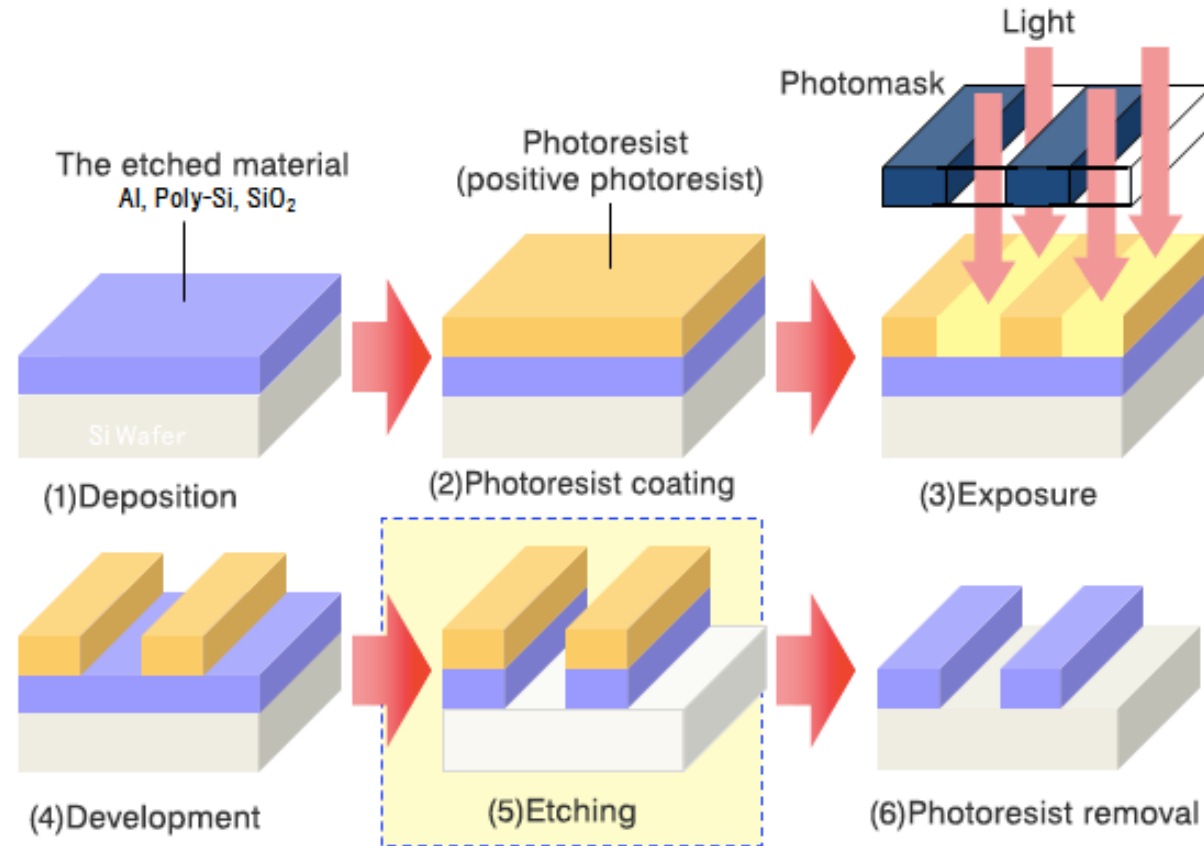 Light
Photomask
The etched material
Al, Poly-Si, SiO₂
Photoresist
(positive photoresist)
Si Wafer
(1)Deposition
(2)Photoresist coating
(3)Exposure
(4)Development
(5)Etching
(6)Photoresist removal